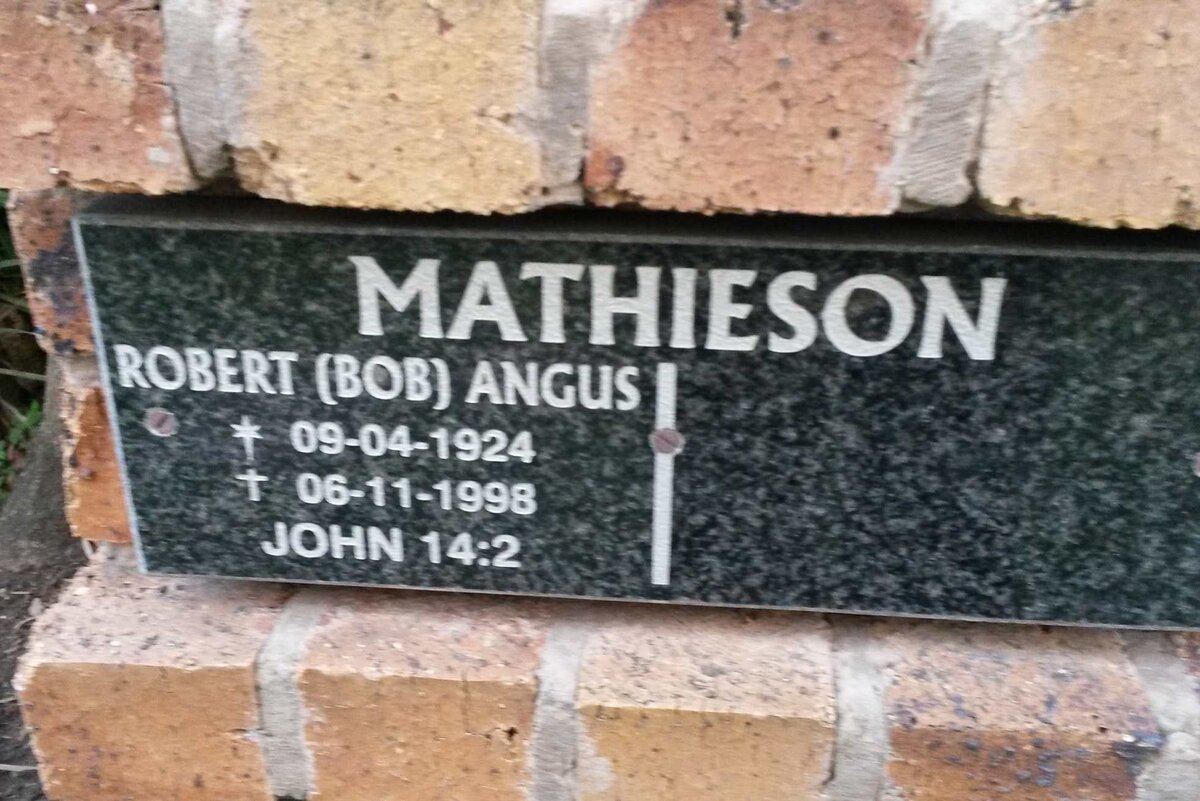 MATHIESON
ROBERT (BOB) ANGUS
* 09-04-1924
† 06-11-1998
JOHN 14:2